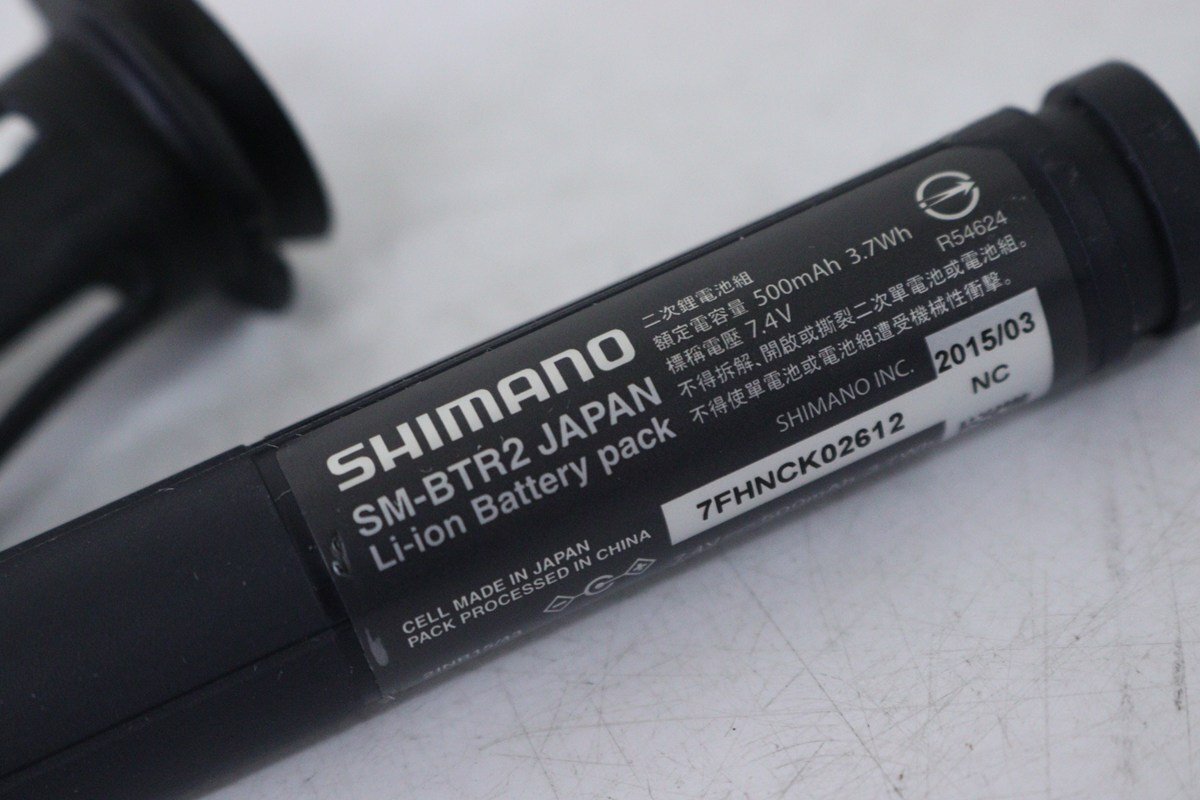 SHIMANO
SM-BTR2 JAPAN
Li-ion Battery pack
CELL MADE IN JAPAN
PACK PROCESSED IN CHINA
二次鋰電池組
額定電容量 500mAh 3.7Wh
標稱電壓 7.4V
不得拆解、開啟或撕裂二次單電池或電池組。
不得使單電池或電池組遭受機械性衝擊。
R54624
SHIMANO INC.
2015/03
NC
7FHNCK02612